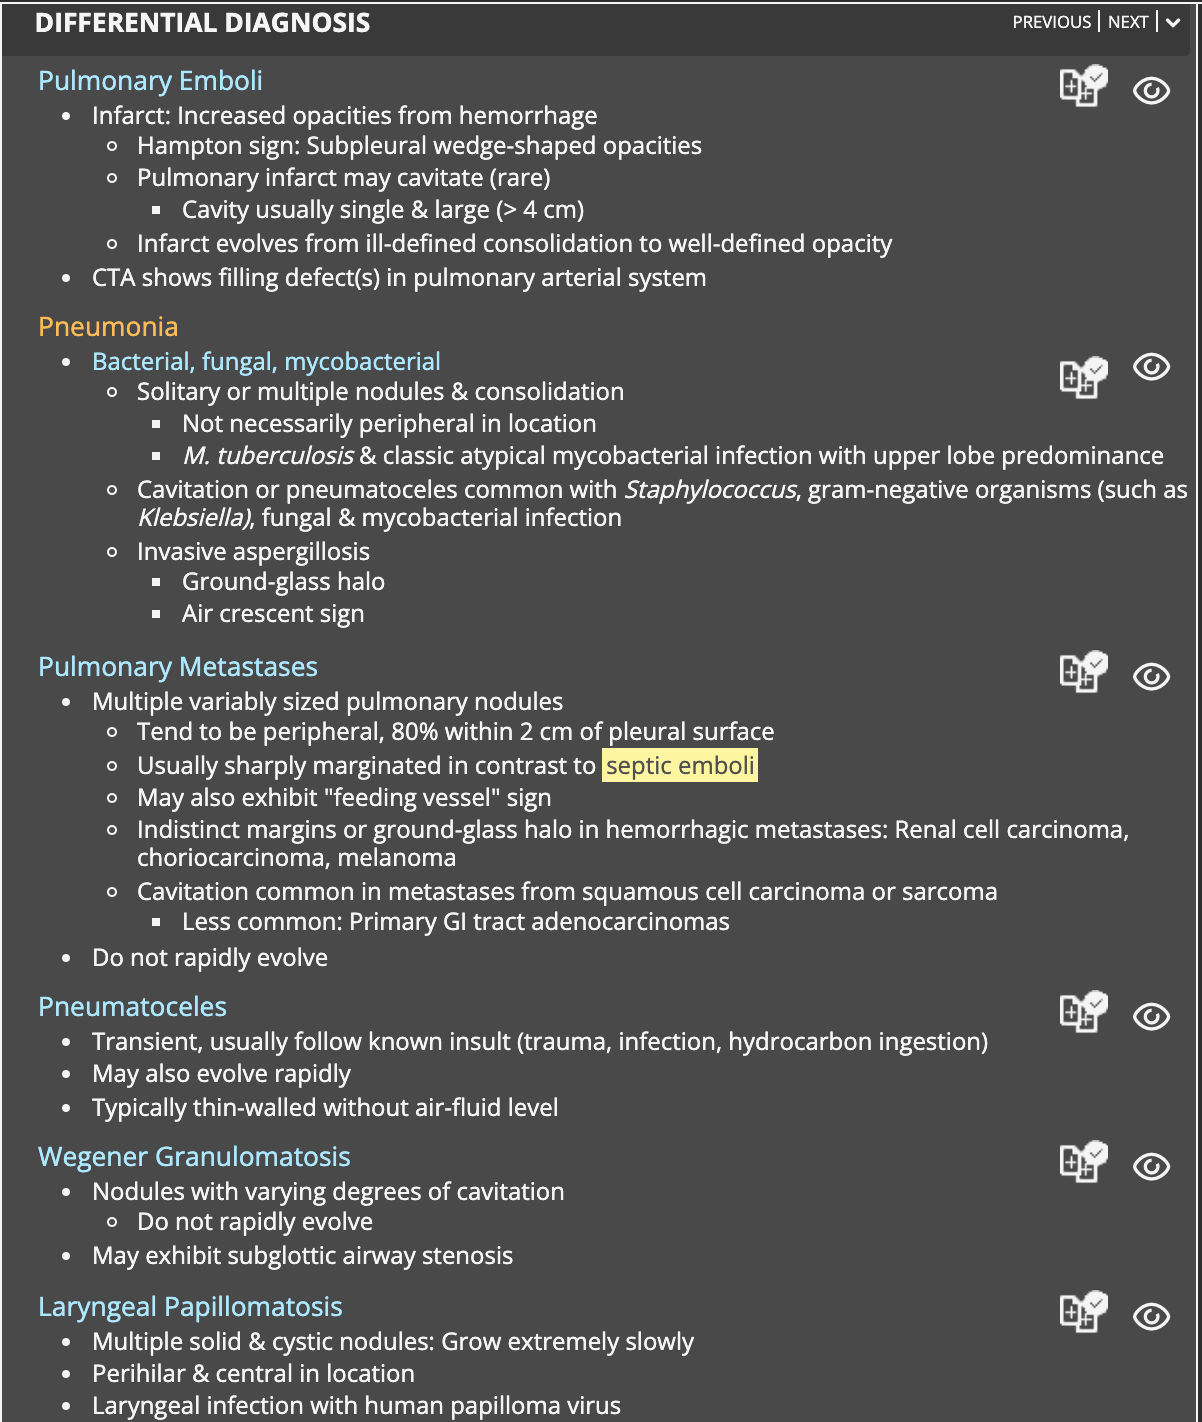 DIFFERENTIAL DIAGNOSIS
PREVIOUS | NEXT |
Pulmonary Emboli
• Infarct: Increased opacities from hemorrhage
◦ Hampton sign: Subpleural wedge-shaped opacities
◦ Pulmonary infarct may cavitate (rare)
▪ Cavity usually single & large (> 4 cm)
◦ Infarct evolves from ill-defined consolidation to well-defined opacity
• CTA shows filling defect(s) in pulmonary arterial system
Pneumonia
• Bacterial, fungal, mycobacterial
◦ Solitary or multiple nodules & consolidation
▪ Not necessarily peripheral in location
▪ M. tuberculosis & classic atypical mycobacterial infection with upper lobe predominance
◦ Cavitation or pneumatoceles common with Staphylococcus, gram-negative organisms (such as
Klebsiella), fungal & mycobacterial infection
◦ Invasive aspergillosis
▪ Ground-glass halo
▪ Air crescent sign
Pulmonary Metastases
• Multiple variably sized pulmonary nodules
◦ Tend to be peripheral, 80% within 2 cm of pleural surface
◦ Usually sharply marginated in contrast to septic emboli
◦ May also exhibit "feeding vessel" sign
◦ Indistinct margins or ground-glass halo in hemorrhagic metastases: Renal cell carcinoma,
choriocarcinoma, melanoma
◦ Cavitation common in metastases from squamous cell carcinoma or sarcoma
▪ Less common: Primary GI tract adenocarcinomas
• Do not rapidly evolve
Pneumatoceles
• Transient, usually follow known insult (trauma, infection, hydrocarbon ingestion)
• May also evolve rapidly
• Typically thin-walled without air-fluid level
Wegener Granulomatosis
• Nodules with varying degrees of cavitation
◦ Do not rapidly evolve
• May exhibit subglottic airway stenosis
Laryngeal Papillomatosis
• Multiple solid & cystic nodules: Grow extremely slowly
• Perihilar & central in location
• Laryngeal infection with human papilloma virus